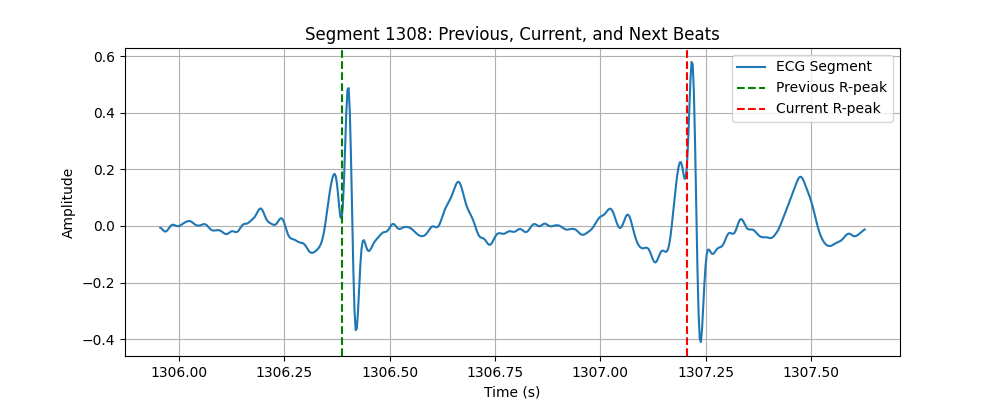 Segment 1308: Previous, Current, and Next Beats
ECG Segment
Previous R-peak
Current R-peak
Amplitude
0.6
0.4
0.2
0.0
−0.2
−0.4
1306.00 1306.25 1306.50 1306.75 1307.00 1307.25 1307.50
Time (s)